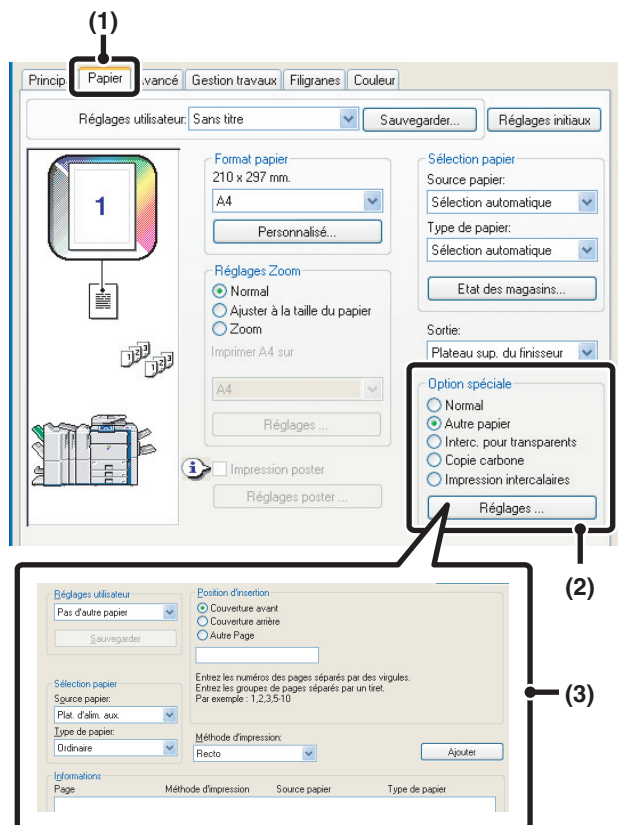 (1)
Princip Papier vancé Gestion travaux Filigranes Couleur
Réglages utilisateur: Sans titre Sauvegarder... Réglages initiaux
1
1 2 3
1 2 3
Format papier
210 x 297 mm.
A4
Personnalisé...
Réglages Zoom
Normal
Ajuster à la taille du papier
Zoom
Imprimer A4 sur
A4
Réglages ...
i Impression poster
Réglages poster ...
Sélection papier
Source papier:
Sélection automatique
Type de papier:
Sélection automatique
Etat des magasins...
Sortie:
Plateau sup. du finisseur
Option spéciale
Normal
Autre papier
Interc. pour transparents
Copie carbone
Impression intercalaires
Réglages ...
(2)
Réglages utilisateur
Pas d'autre papier
Sauvegarder
Sélection papier
Source papier:
Plat. d'alim. aux.
Type de papier:
Ordinaire
Position d'insertion
Couverture avant
Couverture arrière
Autre Page
Entrez les numéros des pages séparés par des virgules.
Entrez les groupes de pages séparés par un tiret.
Par exemple : 1,2,3,5-10
Méthode d'impression:
Recto
Ajouter
(3)
Informations
Page Méthode d'impression Source papier Type de papier